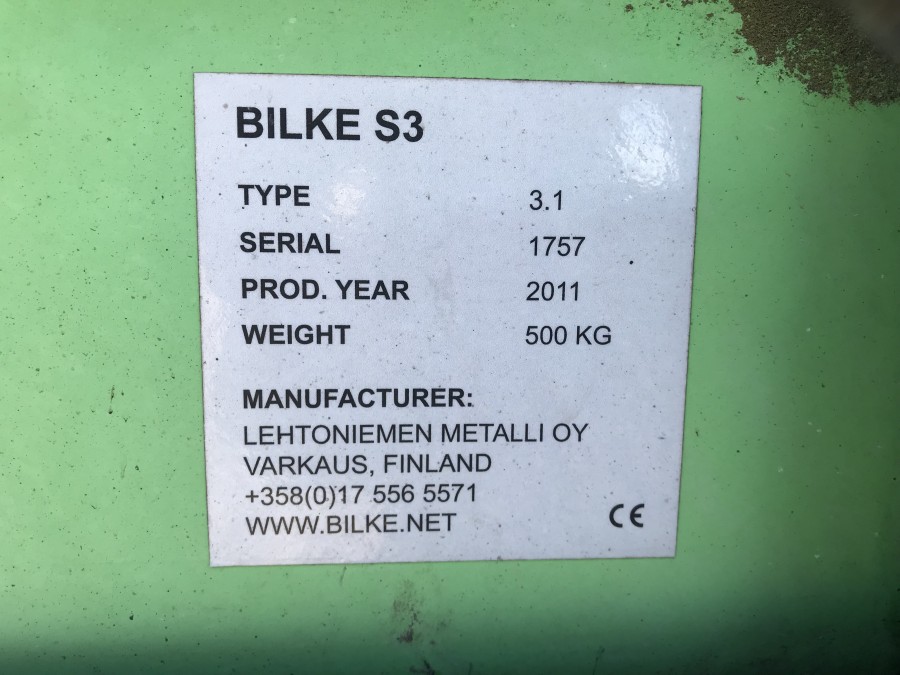 BILKE S3
TYPE 3.1
SERIAL 1757
PROD. YEAR 2011
WEIGHT 500 KG
MANUFACTURER:
LEHTONIEMEN METALLI OY
VARKAUS, FINLAND
+358(0)17 556 5571
WWW.BILKE.NET
CE